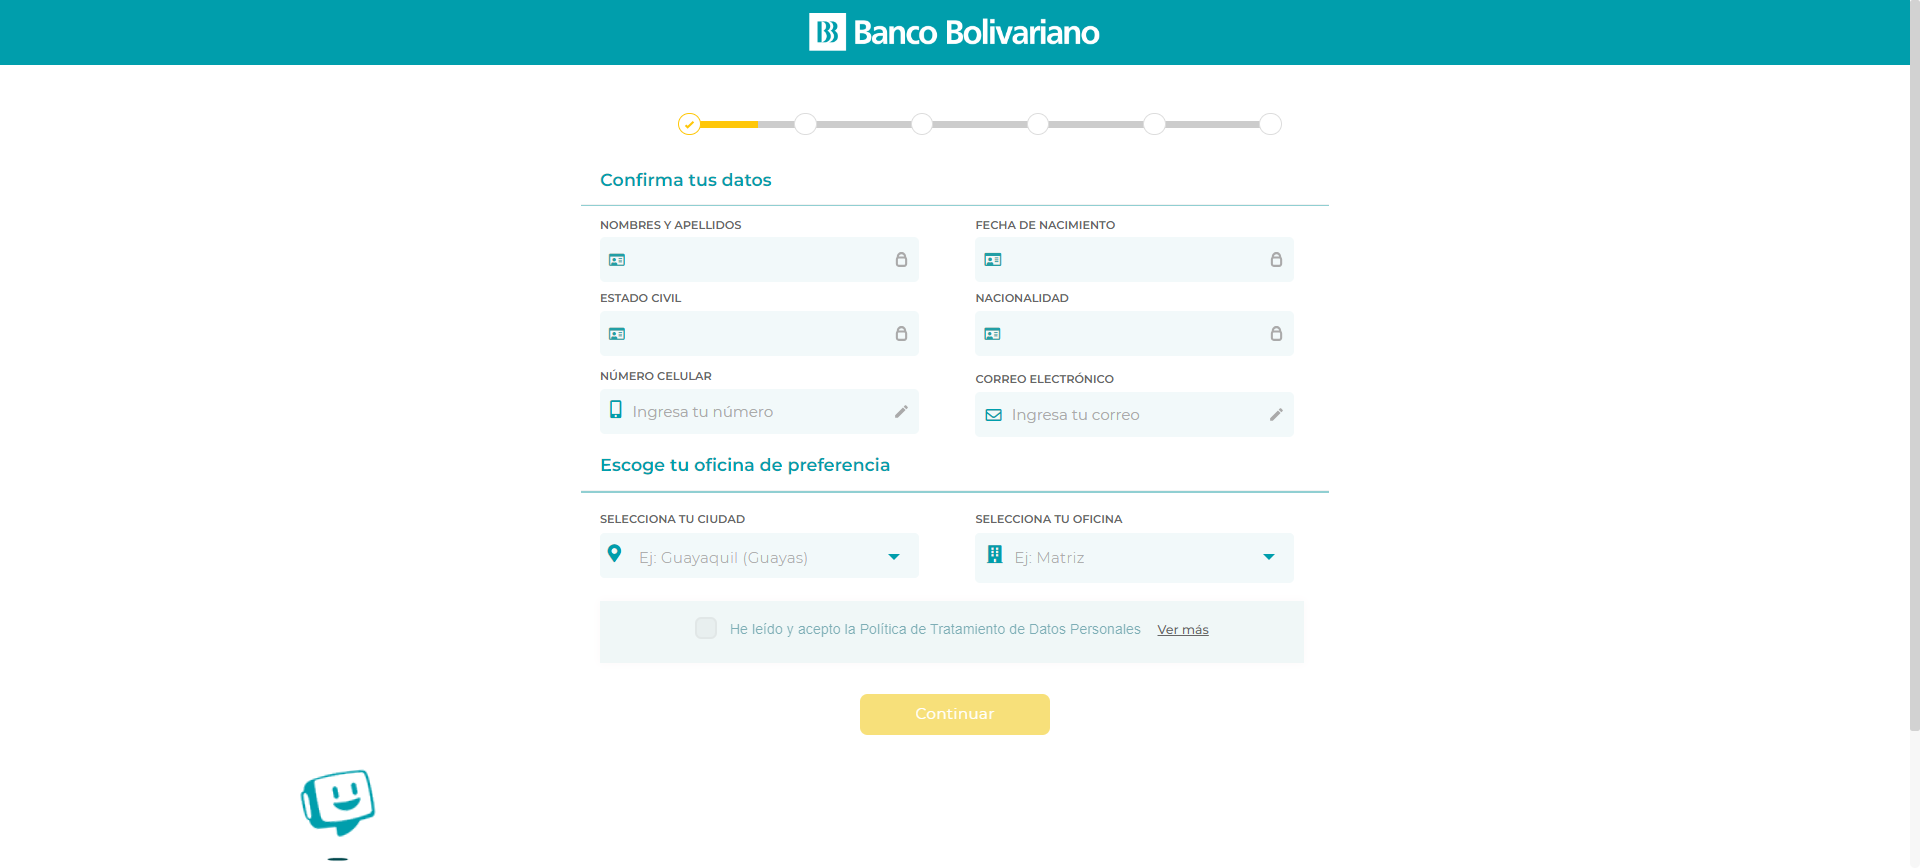 Banco Bolivariano
Confirma tus datos
NOMBRES Y APELLIDOS
FECHA DE NACIMIENTO
ESTADO CIVIL
NACIONALIDAD
NÚMERO CELULAR
CORREO ELECTRÓNICO
Ingresa tu número
Ingresa tu correo
Escoge tu oficina de preferencia
SELECCIONA TU CIUDAD
SELECCIONA TU OFICINA
Ej: Guayaquil (Guayas)
Ej: Matriz
He leído y acepto la Política de Tratamiento de Datos Personales Ver más
Continuar